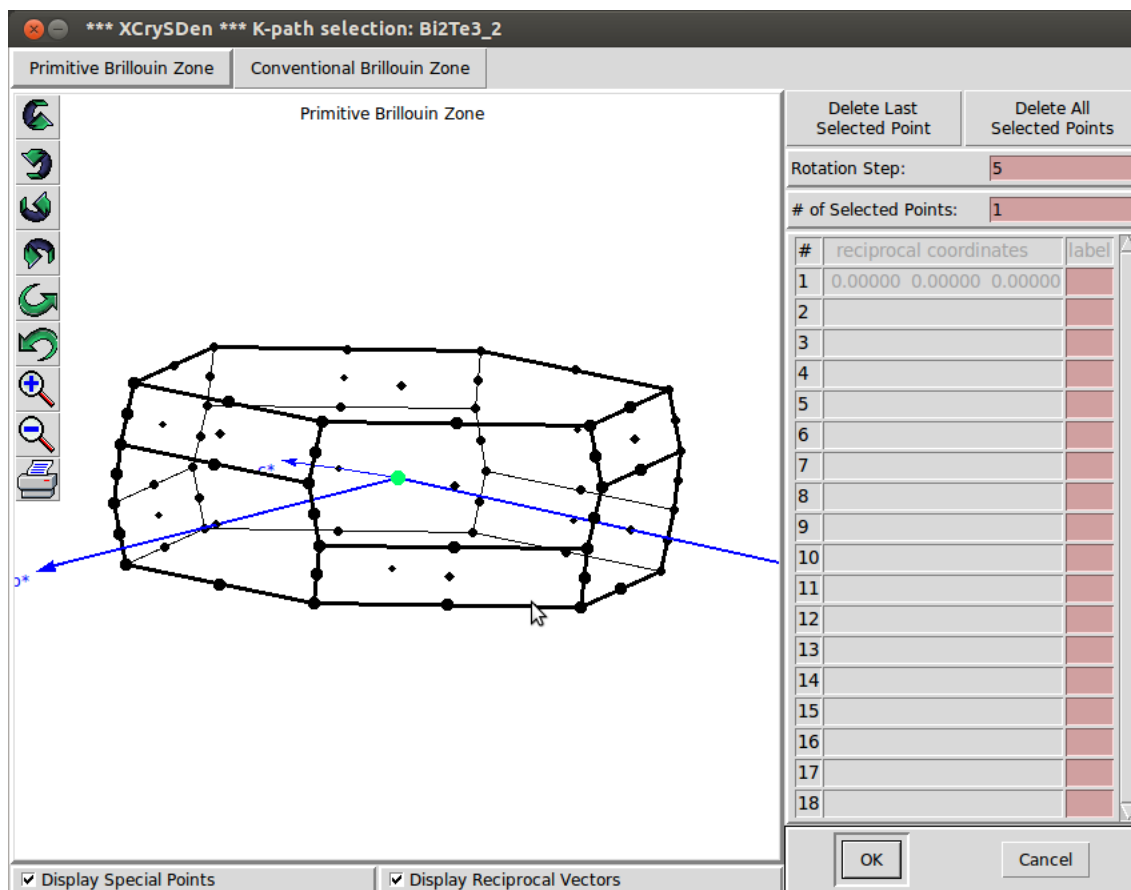 *** XCrySDen *** K-path selection: Bi2Te3_2
Primitive Brillouin Zone
Conventional Brillouin Zone
Primitive Brillouin Zone
c*
b*
Delete Last
Selected Point
Delete All
Selected Points
Rotation Step: 5
# of Selected Points: 1
# reciprocal coordinates label
1 0.00000 0.00000 0.00000
2
3
4
5
6
7
8
9
10
11
12
13
14
15
16
17
18
Display Special Points
Display Reciprocal Vectors
OK
Cancel